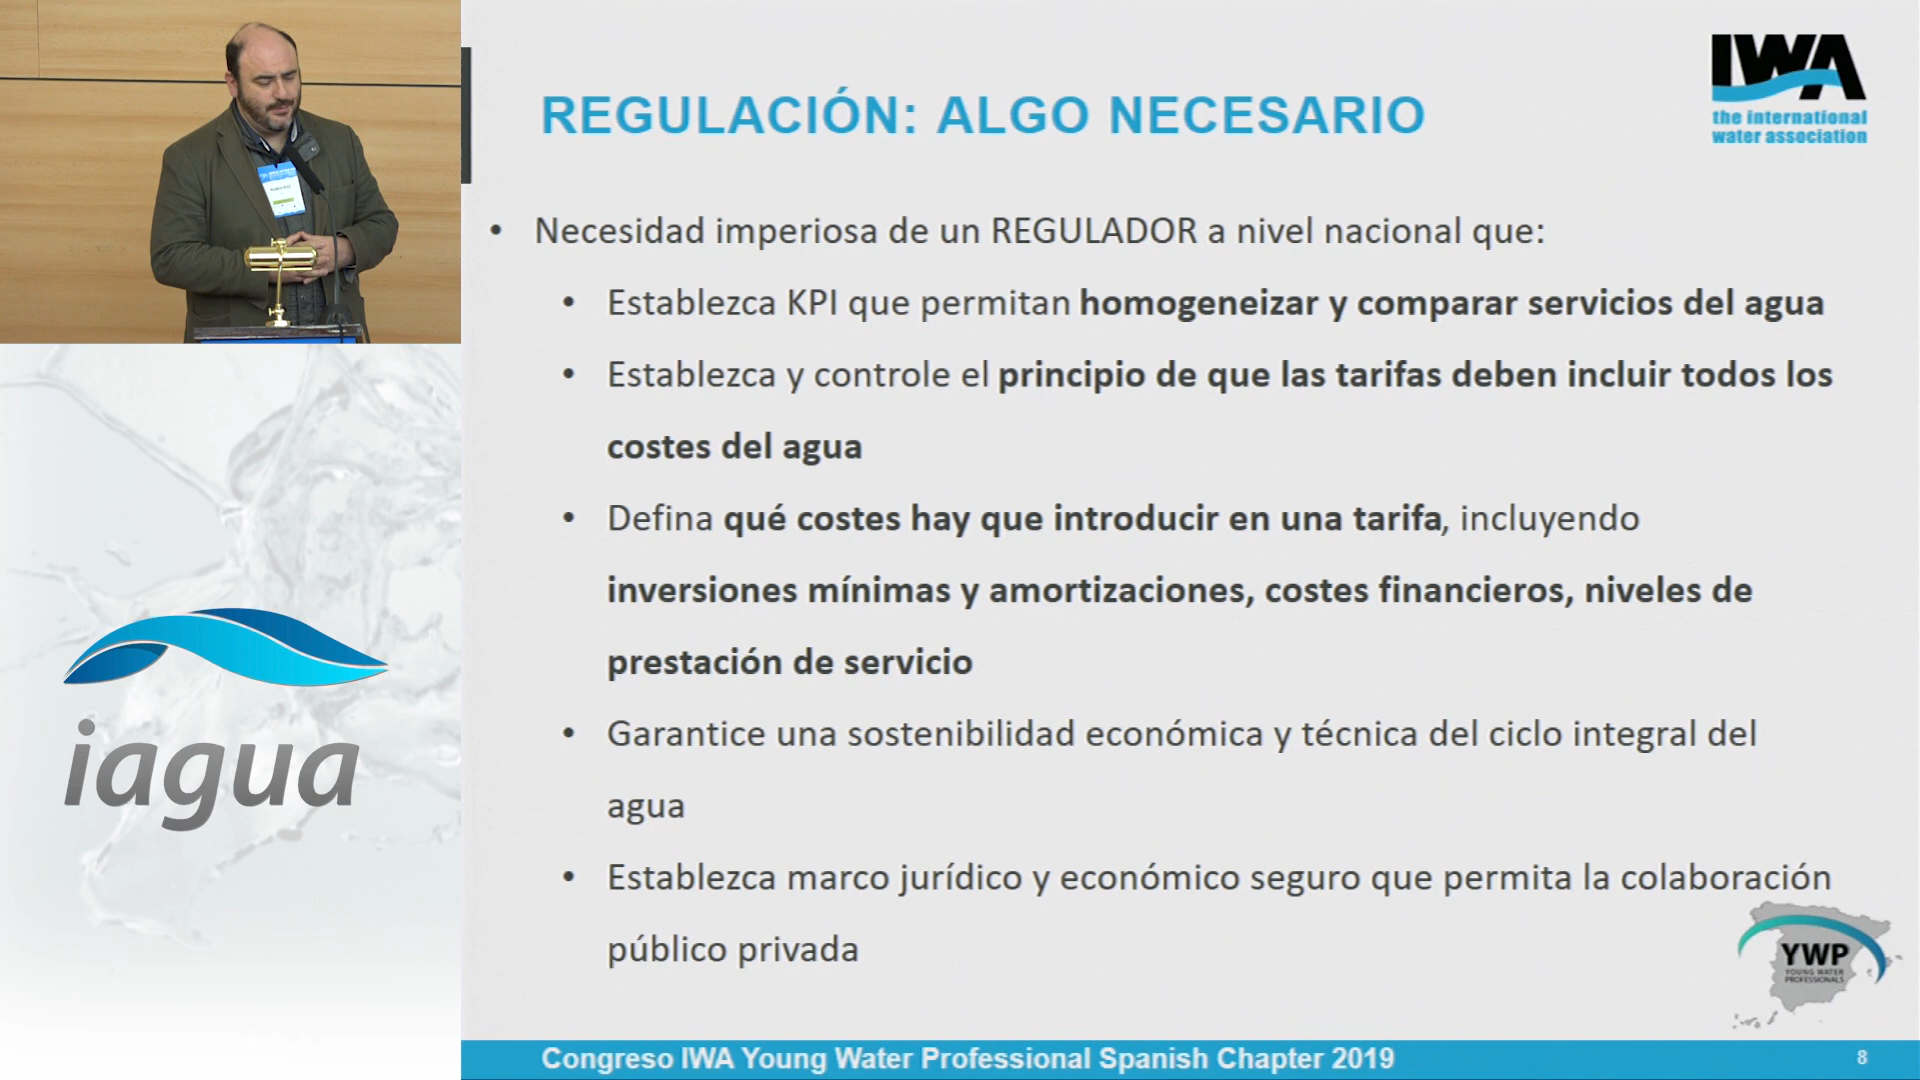 REGULACIÓN: ALGO NECESARIO
IWA
the international
water association
• Necesidad imperiosa de un REGULADOR a nivel nacional que:
• Establezca KPI que permitan homogeneizar y comparar servicios del agua
• Establezca y controle el principio de que las tarifas deben incluir todos los
costes del agua
• Defina qué costes hay que introducir en una tarifa, incluyendo
inversiones mínimas y amortizaciones, costes financieros, niveles de
prestación de servicio
• Garantice una sostenibilidad económica y técnica del ciclo integral del
agua
• Establezca marco jurídico y económico seguro que permita la colaboración
público privada
iagua
YWP
YOUNG WATER
PROFESSIONALS
Congreso IWA Young Water Professional Spanish Chapter 2019
8